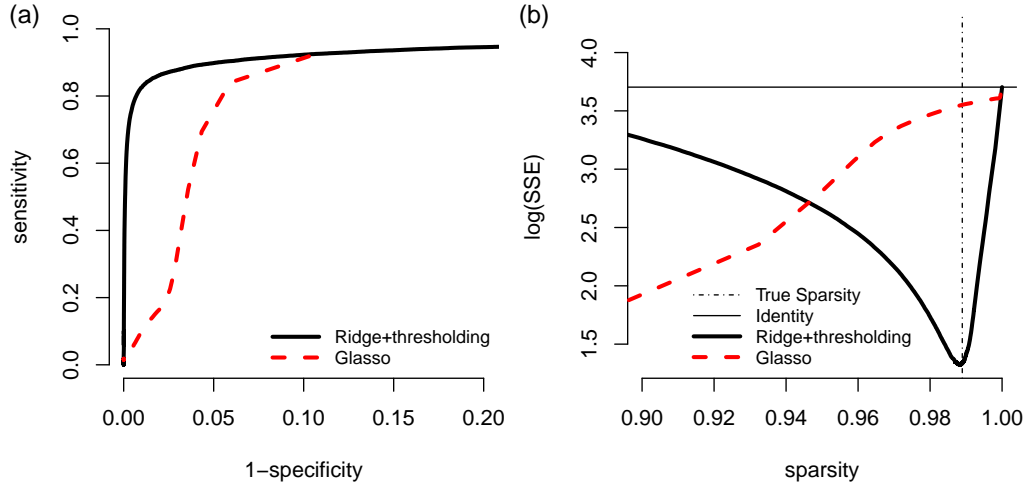 (a)
1.0
0.8
0.6
0.4
0.2
0.0
sensitivity
Ridge+thresholding
Glasso
0.00 0.05 0.10 0.15 0.20
1−specificity
(b)
4.0
3.5
3.0
2.5
2.0
1.5
log(SSE)
True Sparsity
Identity
Ridge+thresholding
Glasso
0.90 0.92 0.94 0.96 0.98 1.00
sparsity